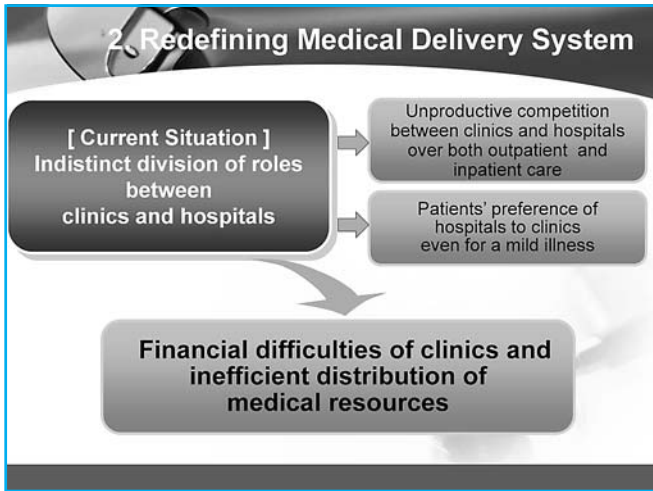 2. Redefining Medical Delivery System
[ Current Situation ]
Indistinct division of roles
between
clinics and hospitals
Unproductive competition
between clinics and hospitals
over both outpatient and
inpatient care
Patients' preference of
hospitals to clinics
even for a mild illness
Financial difficulties of clinics and
inefficient distribution of
medical resources